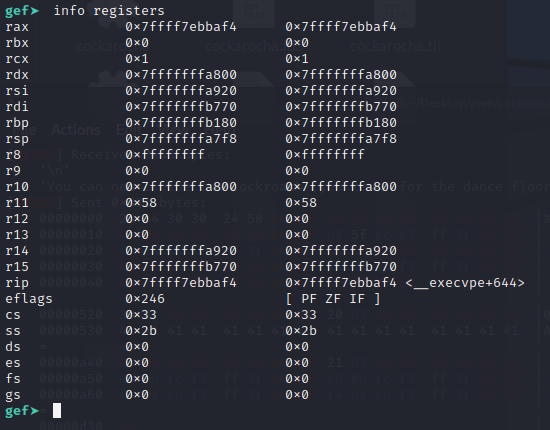 gef➤ info registers
rax 0×7ffff7ebbaf4 0×7ffff7ebbaf4
rbx 0×0 0×0
rcx 0×1 0×1
rdx 0×7fffffffa800 0×7fffffffa800
rsi 0×7fffffffa920 0×7fffffffa920
rdi 0×7fffffffb770 0×7fffffffb770
rbp 0×7fffffffb180 0×7fffffffb180
rsp 0×7fffffffa7f8 0×7fffffffa7f8
r8 0×ffffffff 0×ffffffff
r9 0×0 0×0
r10 0×7fffffffa800 0×7fffffffa800
r11 0×58 0×58
r12 0×0 0×0
r13 0×0 0×0
r14 0×7fffffffa920 0×7fffffffa920
r15 0×7fffffffb770 0×7fffffffb770
rip 0×7ffff7ebbaf4 0×7ffff7ebbaf4 <__execvpe+644>
eflags 0×246 [ PF ZF IF ]
cs 0×33 0×33
ss 0×2b 0×2b
ds 0×0 0×0
es 0×0 0×0
fs 0×0 0×0
gs 0×0 0×0
gef➤